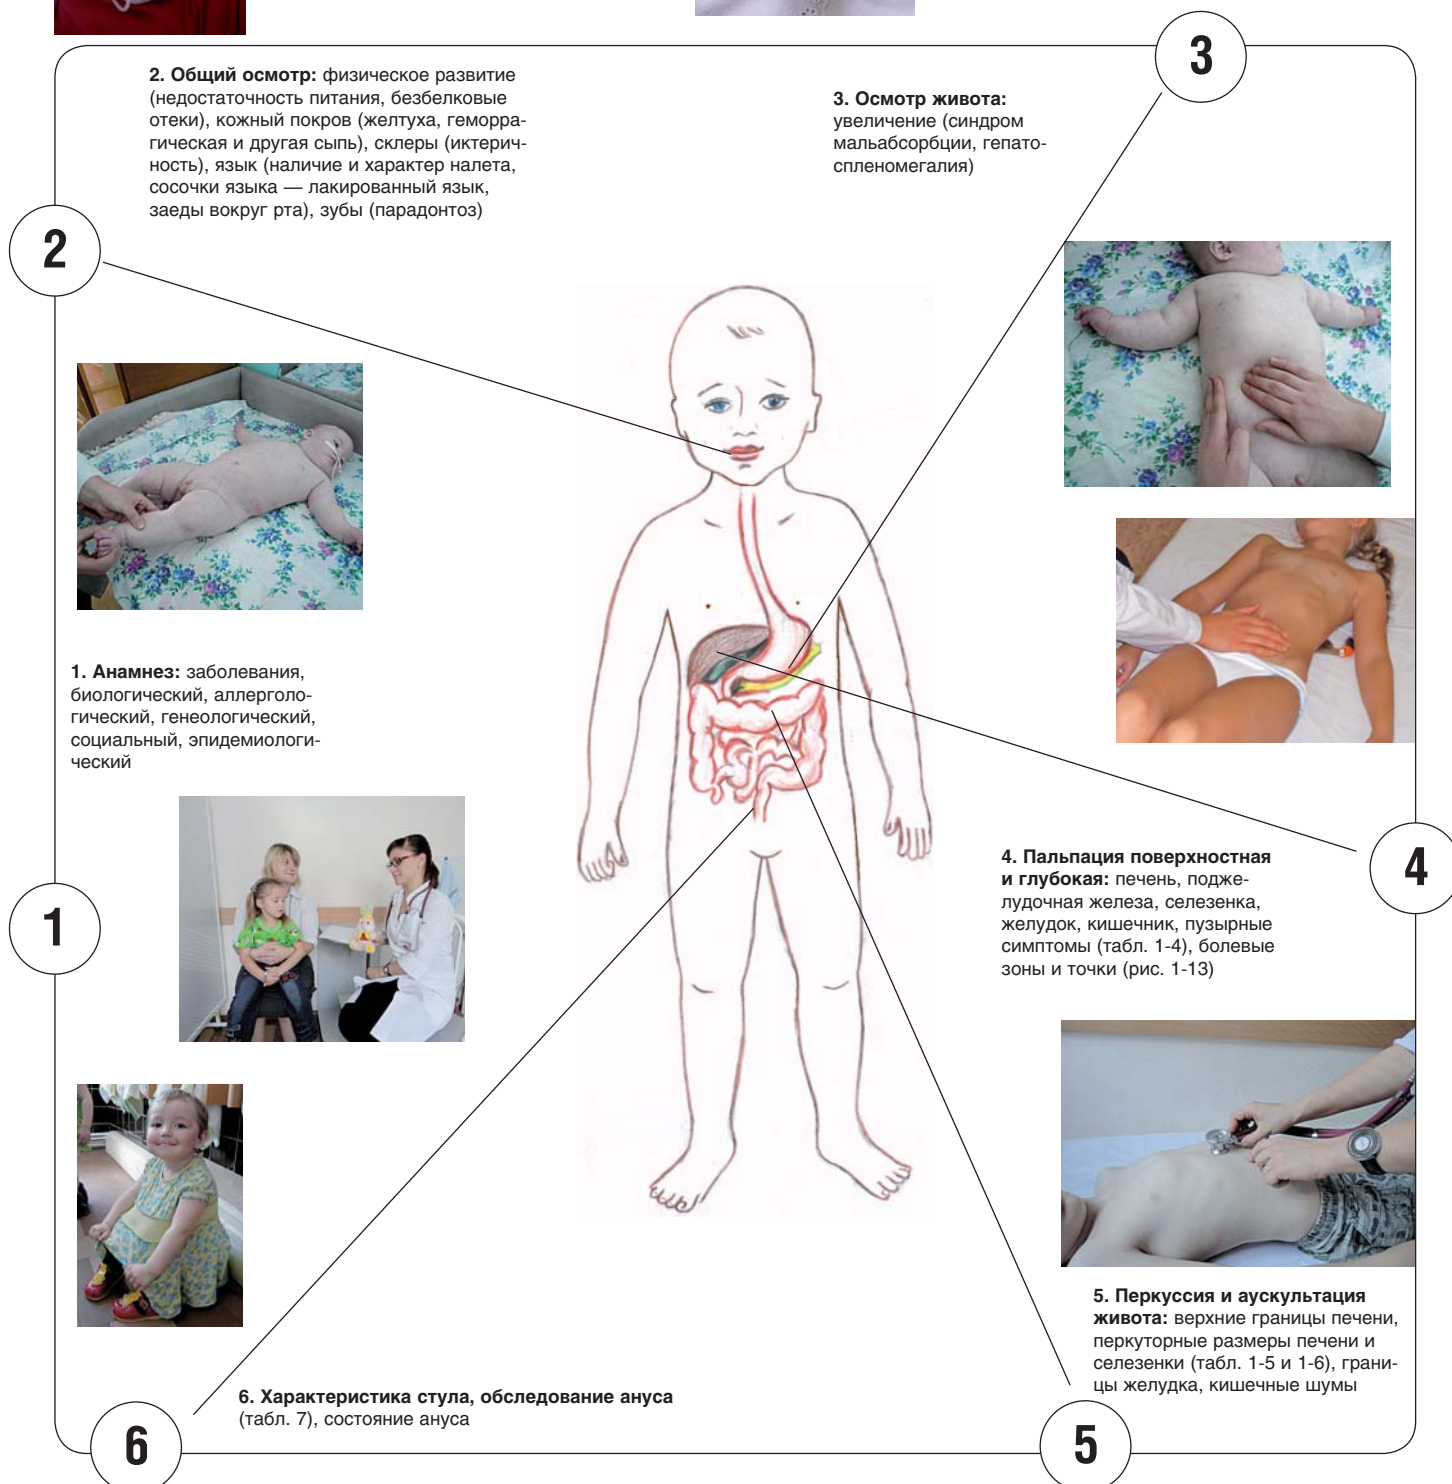 3
2. Общий осмотр: физическое развитие
(недостаточность питания, безбелковые
отеки), кожный покров (желтуха, геморра-
гическая и другая сыпь), склеры (иктерич-
ность), язык (наличие и характер налета,
сосочки языка — лакированный язык,
заеды вокруг рта), зубы (парадонтоз)
3. Осмотр живота:
увеличение (синдром
мальабсорбции, гепато-
спленомегалия)
2
1. Анамнез: заболевания,
биологический, аллерголо-
гический, генеологический,
социальный, эпидемиологи-
ческий
4. Пальпация поверхностная
и глубокая: печень, подже-
лудочная железа, селезенка,
желудок, кишечник, пузырные
симптомы (табл. 1-4), болевые
зоны и точки (рис. 1-13)
4
1
5. Перкуссия и аускультация
живота: верхние границы печени,
перкуторные размеры печени и
селезенки (табл. 1-5 и 1-6), грани-
цы желудка, кишечные шумы
6. Характеристика стула, обследование ануса
(табл. 7), состояние ануса
6
5